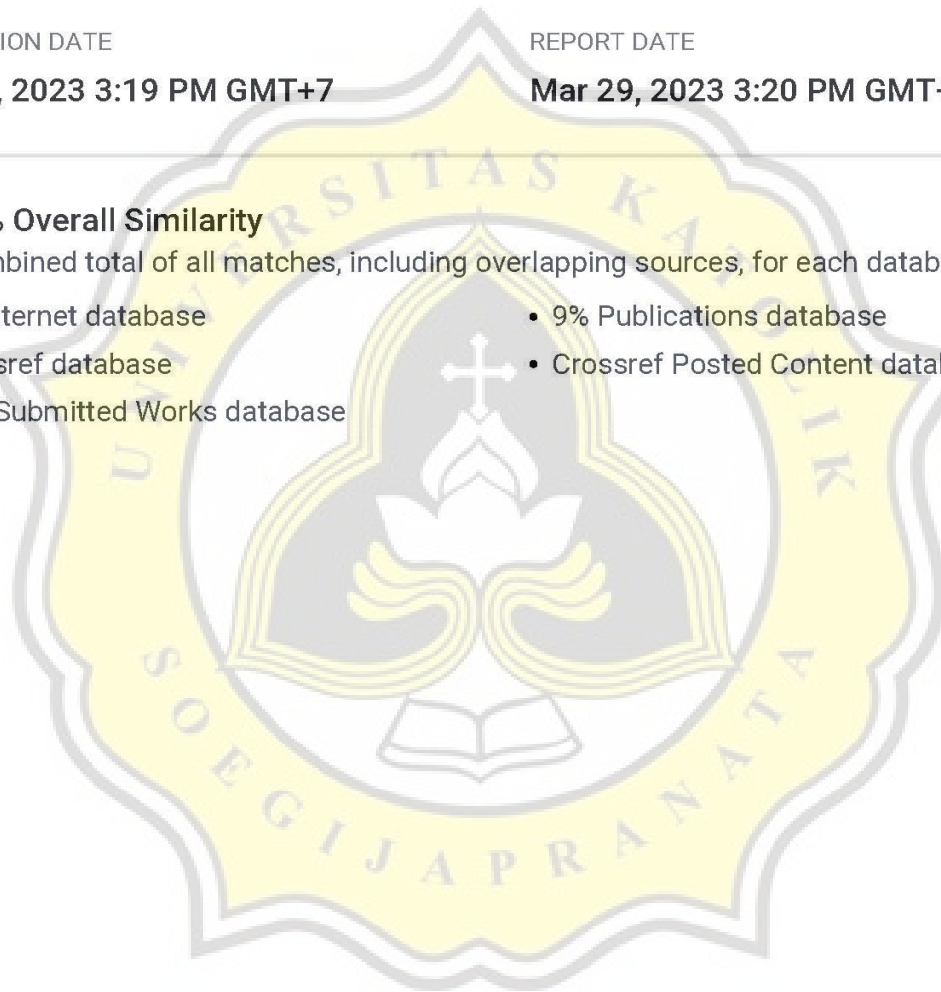 ION DATE
REPORT DATE
, 2023 3:19 PM GMT+7
Mar 29, 2023 3:20 PM GMT
Overall Similarity
bined total of all matches, including overlapping sources, for each datab
ternet database
• 9% Publications database
sref database
• Crossref Posted Content data
Submitted Works database
UNIVERSITAS KATOLIK
SOEGIJAPRANATA